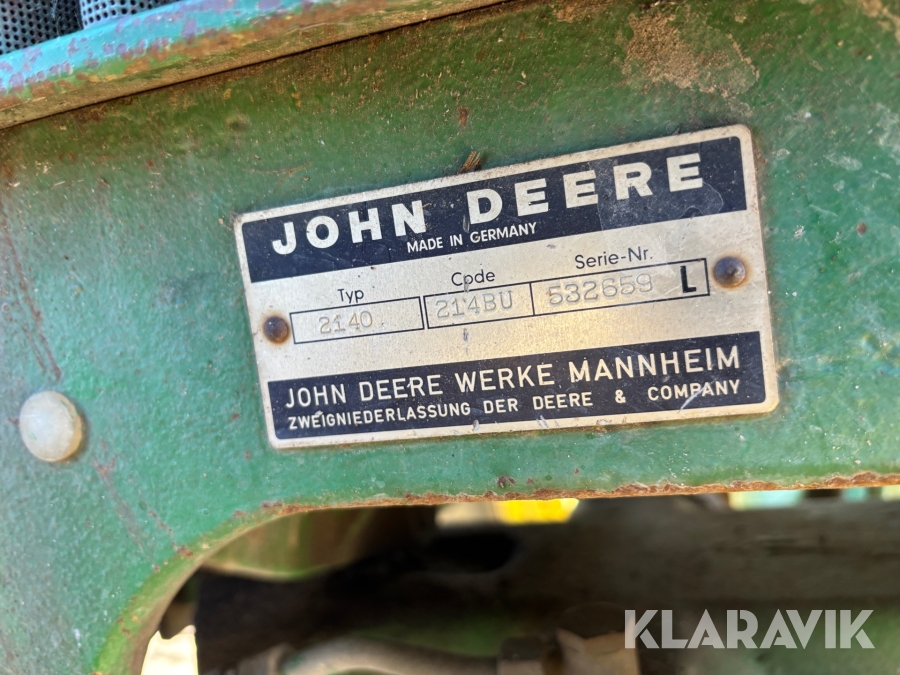 KLARAVIK
JOHN DEERE
MADE IN GERMANY
Typ Code Serie-Nr.
2140 214BU 532659 L
JOHN DEERE WERKE MANNHEIM
ZWEIGNIEDERLASSUNG DER DEERE & COMPANY
KLARAVIK